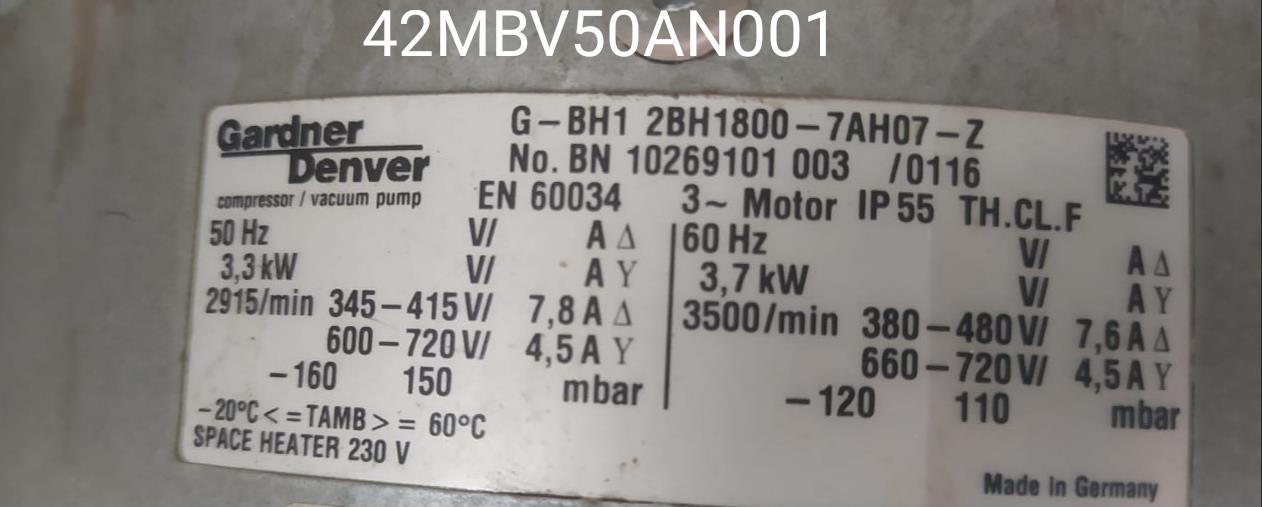 42MBV50AN001
Gardner
Denver
compressor / vacuum pump
G-BH1 2BH1800-7AH07-Z
No. BN 10269101 003 /0116
EN 60034 3~ Motor IP 55 TH.CL.F
50 Hz V/ A Δ
3,3 kW V/ A Y
2915/min 345-415 V/ 7,8 A Δ
600-720 V/ 4,5 A Y
-160 150 mbar
-20°C < = TAMB > = 60°C
SPACE HEATER 230 V
60 Hz V/ A Δ
3,7 kW V/ A Y
3500/min 380-480 V/ 7,6 A Δ
660-720 V/ 4,5 A Y
-120 110 mbar
Made in Germany